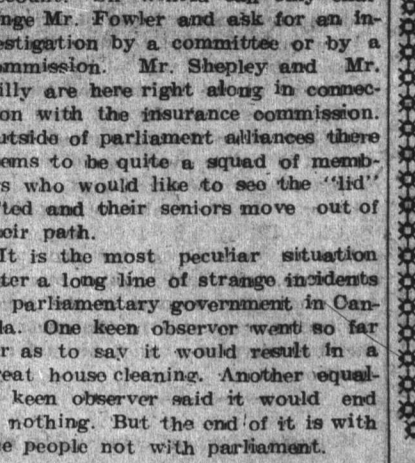 nge Mr. Fowler and ask for an in-
estigation by a committee or by a
ommission. Mr. Shepley and Mr.
illy are here right along in connec-
on with the insurance commission.
utside of parliament alliances there
ems to be quite a squad of memb-
s who would like to see the "lid"
ted and their seniors move out of
eir path.
It is the most peculiar situation
ter a long line of strange incidents
parliamentary government in Can-
da. One keen observer went so far
r as to say it would result in a
reat house cleaning. Another equal-
keen observer said it would end
nothing. But the end of it is with
e people not with parliament.